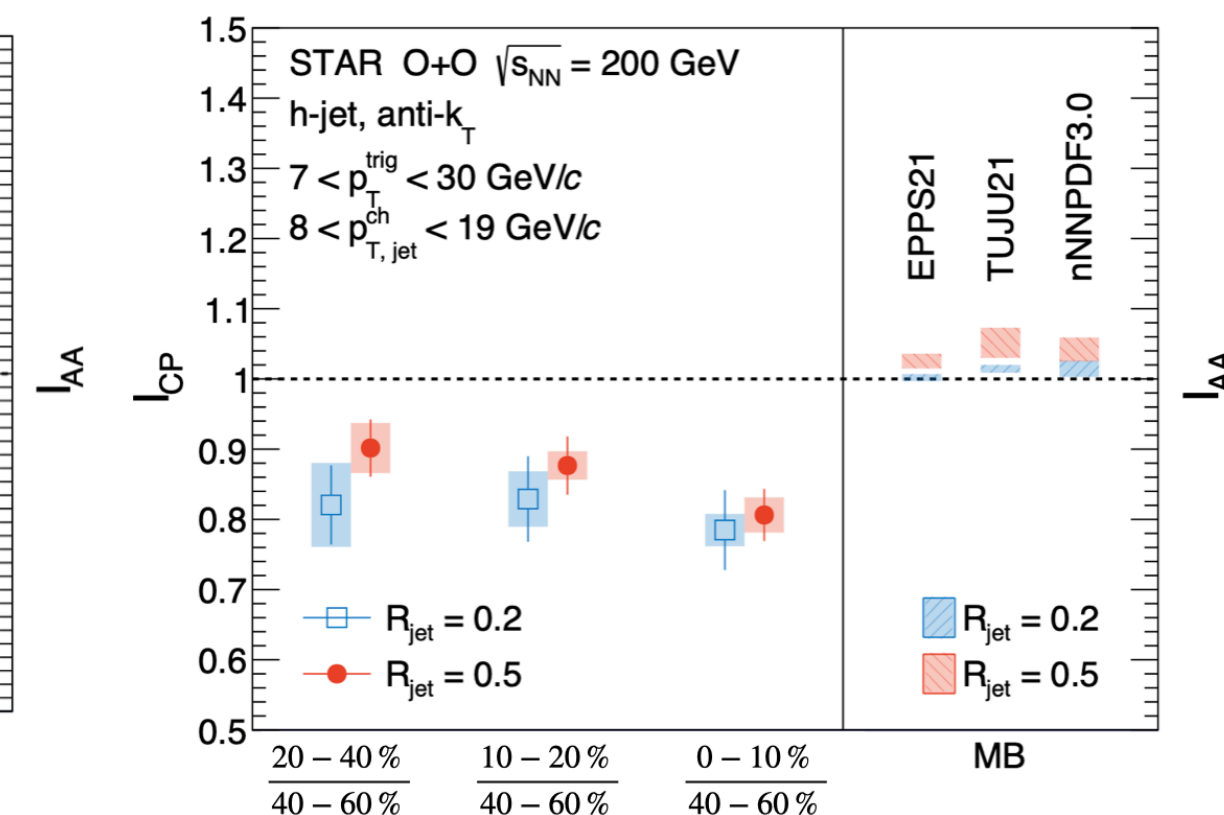 I_AA
I_CP
1.5
1.4
1.3
1.2
1.1
1
0.9
0.8
0.7
0.6
0.5
STAR O+O √s_NN = 200 GeV
h-jet, anti-k_T
7 < p_T^trig < 30 GeV/c
8 < p_T, jet^ch < 19 GeV/c
EPPS21
TUJU21
nNNPDF3.0
R_jet = 0.2
R_jet = 0.5
R_jet = 0.2
R_jet = 0.5
20 – 40 %
40 – 60 %
10 – 20 %
40 – 60 %
0 – 10 %
40 – 60 %
MB
I_AA